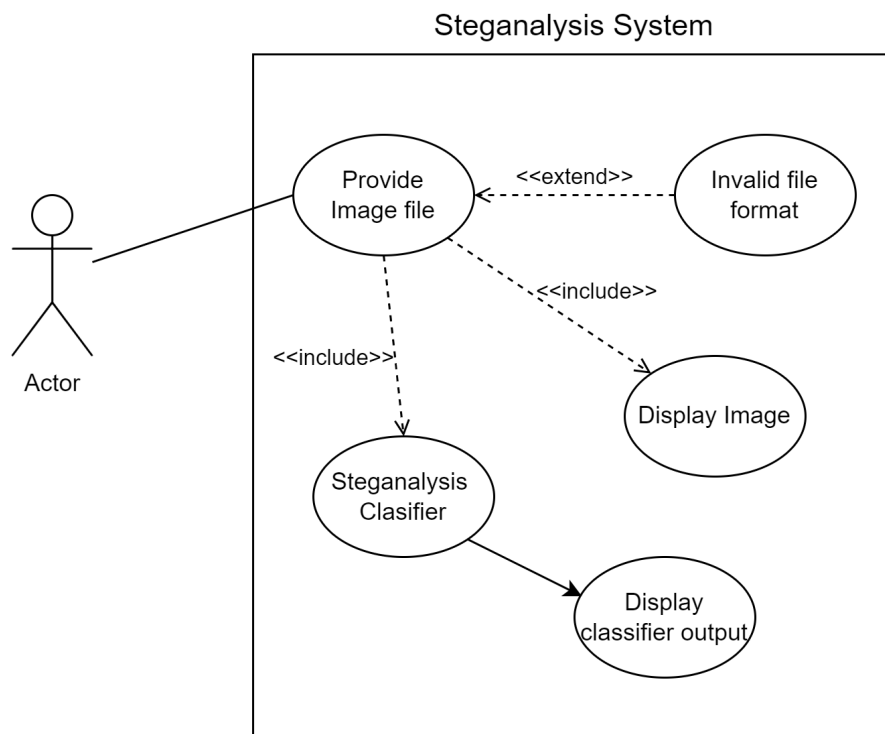 Steganalysis System
Provide
Image file
<<extend>>
Invalid file
format
<<include>>
<<include>>
Actor
Display Image
Steganalysis
Clasifier
Display
classifier output